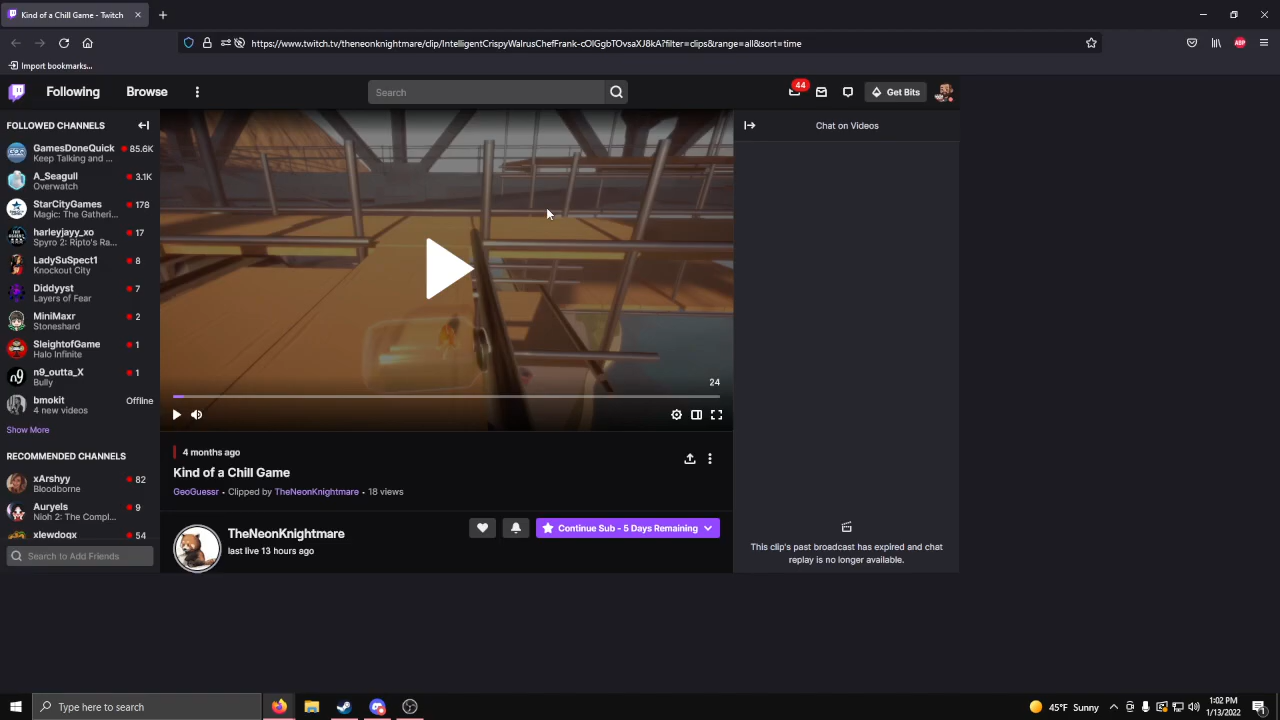 Kind of a Chill Game - Twitch
https://www.twitch.tv/theneonknightmare/clip/IntelligentCrispyWalrusChefFrank-cOlGgbTOvsaXJ8kA?filter=clips&range=all&sort=time
ABP
Import bookmarks...
Following
Browse
Search
44
Get Bits
FOLLOWED CHANNELS
GamesDoneQuick
85.6K
Keep Talking and ...
A_Seagull
3.1K
Overwatch
StarCityGames
178
Magic: The Gatheri...
harleyjayy_xo
17
Spyro 2: Ripto's Ra...
LadySuSpect1
8
Knockout City
Diddyyst
7
Layers of Fear
MiniMaxr
2
Stoneshard
SleightofGame
1
Halo Infinite
n9_outta_X
1
Bully
bmokit
Offline
4 new videos
Show More
RECOMMENDED CHANNELS
xArshyy
82
Bloodborne
Auryels
9
Nioh 2: The Compl...
xlewdoqx
54
Search to Add Friends
24
4 months ago
Kind of a Chill Game
GeoGuessr • Clipped by TheNeonKnightmare • 18 views
TheNeonKnightmare
last live 13 hours ago
Continue Sub - 5 Days Remaining
Chat on Videos
This clip's past broadcast has expired and chat
replay is no longer available.
Type here to search
45°F Sunny
1:02 PM
1/13/2022
1